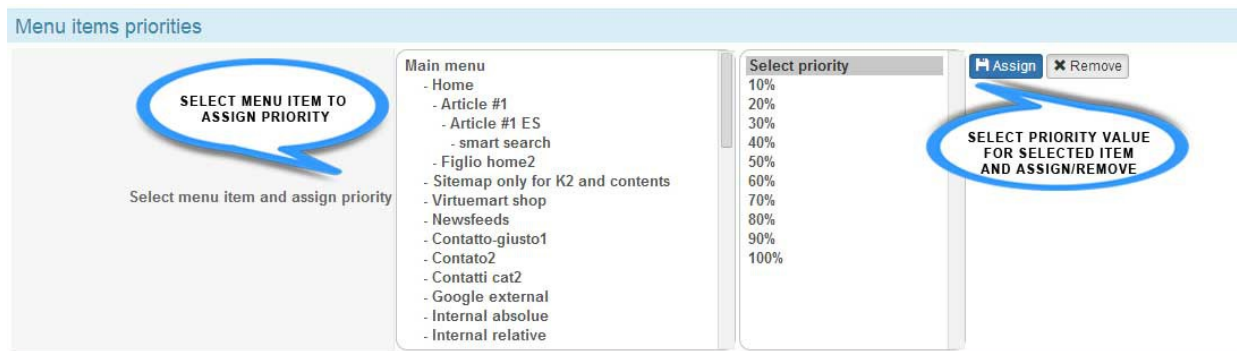 Menu items priorities
SELECT MENU ITEM TO
ASSIGN PRIORITY
Select menu item and assign priority
Main menu
- Home
- Article #1
- Article #1 ES
- smart search
- Figlio home2
- Sitemap only for K2 and contents
- Virtuemart shop
- Newsfeeds
- Contatto-giusto1
- Contato2
- Contatti cat2
- Google external
- Internal absolue
- Internal relative
Select priority
10%
20%
30%
40%
50%
60%
70%
80%
90%
100%
Assign
Remove
SELECT PRIORITY VALUE
FOR SELECTED ITEM
AND ASSIGN/REMOVE